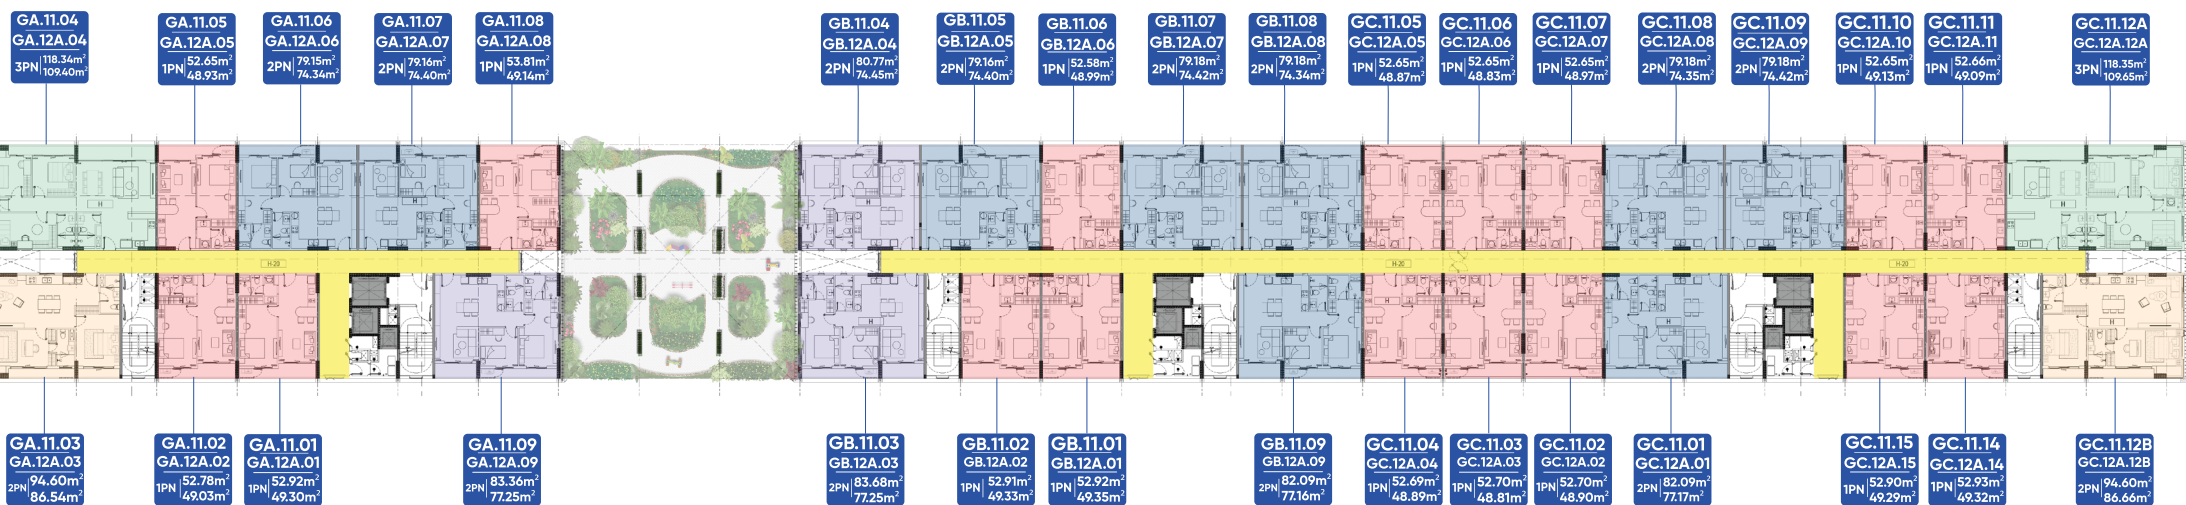 GA.11.04
GA.12A.04
3PN 118.34m²
109.40m²
GA.11.05
GA.12A.05
1PN 52.65m²
48.93m²
GA.11.06
GA.12A.06
2PN 79.15m²
74.34m²
GA.11.07
GA.12A.07
2PN 79.16m²
74.40m²
GA.11.08
GA.12A.08
1PN 53.81m²
49.14m²
GB.11.04
GB.12A.04
2PN 80.77m²
74.45m²
GB.11.05
GB.12A.05
2PN 79.16m²
74.40m²
GB.11.06
GB.12A.06
1PN 52.58m²
48.99m²
GB.11.07
GB.12A.07
2PN 79.18m²
74.42m²
GB.11.08
GB.12A.08
2PN 79.18m²
74.34m²
GC.11.05
GC.12A.05
1PN 52.65m²
48.87m²
GC.11.06
GC.12A.06
1PN 52.65m²
48.83m²
GC.11.07
GC.12A.07
1PN 52.65m²
48.97m²
GC.11.08
GC.12A.08
2PN 79.18m²
74.35m²
GC.11.09
GC.12A.09
2PN 79.18m²
74.42m²
GC.11.10
GC.12A.10
1PN 52.65m²
49.13m²
GC.11.11
GC.12A.11
1PN 52.66m²
49.09m²
GC.11.12A
GC.12A.12A
3PN 118.35m²
109.65m²
H
H
H
H
H
H
H-20
H-20
H-20
H
H
H
H
H
GA.11.03
GA.12A.03
2PN 94.60m²
86.54m²
GA.11.02
GA.12A.02
1PN 52.78m²
49.03m²
GA.11.01
GA.12A.01
1PN 52.92m²
49.30m²
GA.11.09
GA.12A.09
2PN 83.36m²
77.25m²
GB.11.03
GB.12A.03
2PN 83.68m²
77.25m²
GB.11.02
GB.12A.02
1PN 52.91m²
49.33m²
GB.11.01
GB.12A.01
1PN 52.92m²
49.35m²
GB.11.09
GB.12A.09
2PN 82.09m²
77.16m²
GC.11.04
GC.12A.04
1PN 52.69m²
48.89m²
GC.11.03
GC.12A.03
1PN 52.70m²
48.81m²
GC.11.02
GC.12A.02
1PN 52.70m²
48.90m²
GC.11.01
GC.12A.01
2PN 82.09m²
77.17m²
GC.11.15
GC.12A.15
1PN 52.90m²
49.29m²
GC.11.14
GC.12A.14
1PN 52.93m²
49.32m²
GC.11.12B
GC.12A.12B
2PN 94.60m²
86.66m²